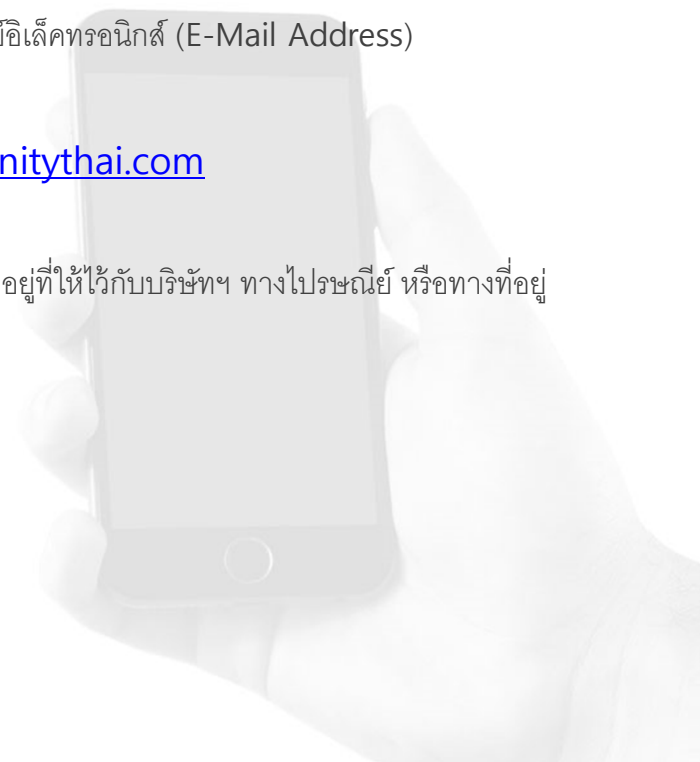 อิเล็คทรอนิกส์ (E-Mail Address)
nitythai.com
อยู่ที่ให้ไว้กับบริษัทฯ ทางไปรษณีย์ หรือทางที่อยู่